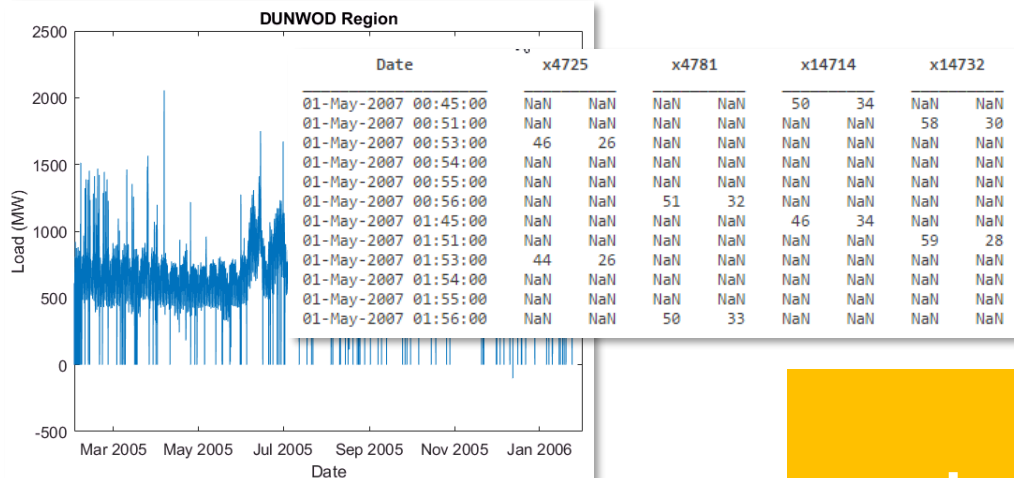 DUNWOD Region
2500
2000
1500
1000
500
0
-500
Load (MW)
Mar 2005 May 2005 Jul 2005 Sep 2005 Nov 2005 Jan 2006
Date
Date x4725 x4781 x14714 x14732
01-May-2007 00:45:00 NaN NaN NaN NaN 50 34 NaN NaN
01-May-2007 00:51:00 NaN NaN NaN NaN NaN NaN 58 30
01-May-2007 00:53:00 46 26 NaN NaN NaN NaN NaN NaN
01-May-2007 00:54:00 NaN NaN NaN NaN NaN NaN NaN NaN
01-May-2007 00:55:00 NaN NaN NaN NaN NaN NaN NaN NaN
01-May-2007 00:56:00 NaN NaN 51 32 NaN NaN NaN NaN
01-May-2007 01:45:00 NaN NaN NaN NaN 46 34 NaN NaN
01-May-2007 01:51:00 NaN NaN NaN NaN NaN NaN 59 28
01-May-2007 01:53:00 44 26 NaN NaN NaN NaN NaN NaN
01-May-2007 01:54:00 NaN NaN NaN NaN NaN NaN NaN NaN
01-May-2007 01:55:00 NaN NaN NaN NaN NaN NaN NaN NaN
01-May-2007 01:56:00 NaN NaN 50 33 NaN NaN NaN NaN